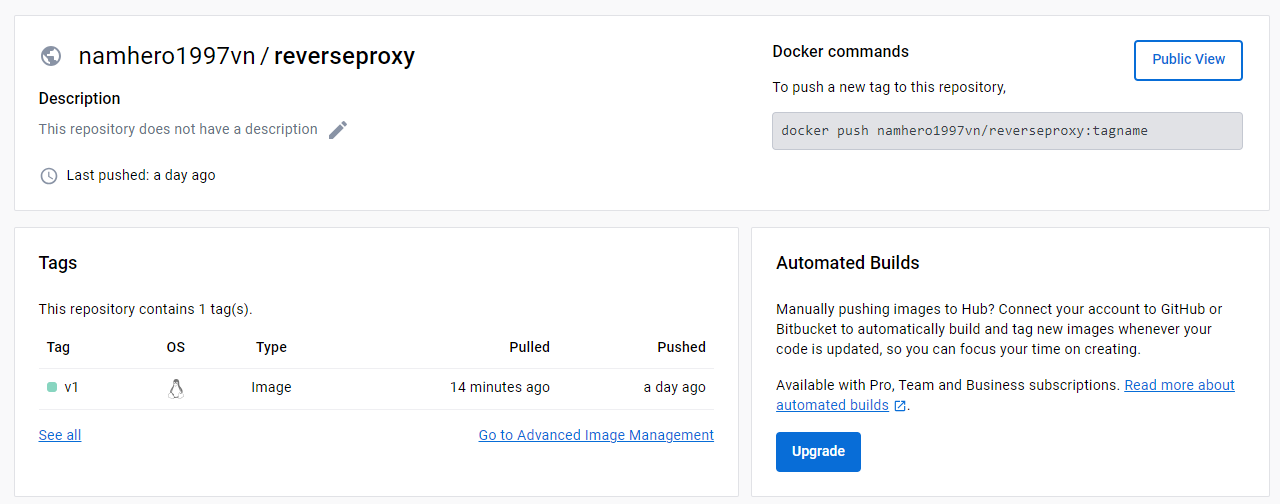 namhero1997vn / reverseproxy
Description
This repository does not have a description
Last pushed: a day ago
Docker commands
Public View
To push a new tag to this repository,
docker push namhero1997vn/reverseproxy:tagname
Tags
This repository contains 1 tag(s).
Tag OS Type Pulled Pushed
v1 Image 14 minutes ago a day ago
See all Go to Advanced Image Management
Automated Builds
Manually pushing images to Hub? Connect your account to GitHub or
Bitbucket to automatically build and tag new images whenever your
code is updated, so you can focus your time on creating.
Available with Pro, Team and Business subscriptions. Read more about
automated builds .
Upgrade